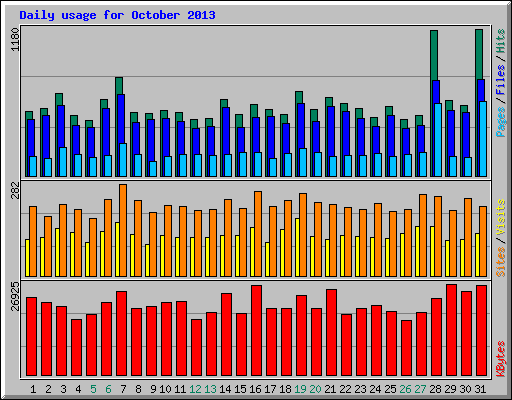 Daily usage for October 2013
1180
Pages / Files / Hits
282
Sites / Visits
26925
KBytes
1 2 3 4 5 6 7 8 9 10 11 12 13 14 15 16 17 18 19 20 21 22 23 24 25 26 27 28 29 30 31